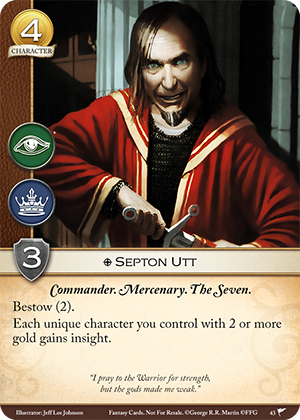 4
CHARACTER
3
SEPTON UTT
Commander. Mercenary. The Seven.
Bestow (2).
Each unique character you control with 2 or more
gold gains insight.
"I pray to the Warrior for strength,
but the gods made me weak."
Illustrator: Jeff Lee Johnson
Fantasy Cards. Not For Resale. ©George R.R. Martin ©FFG
43